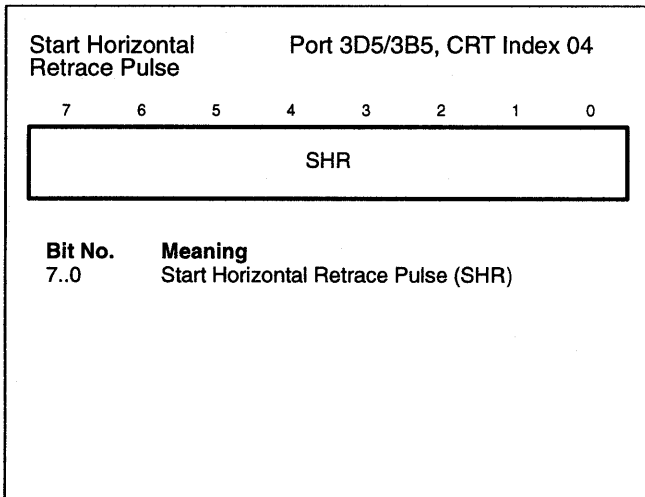 Start Horizontal Port 3D5/3B5, CRT Index 04
Retrace Pulse
7 6 5 4 3 2 1 0
SHR
Bit No. Meaning
7..0 Start Horizontal Retrace Pulse (SHR)